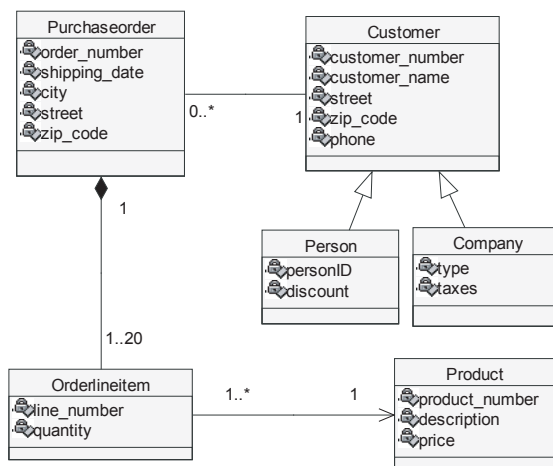 Purchaseorder
order_number
shipping_date
city
street
zip_code
Customer
customer_number
customer_name
street
zip_code
phone
0..*
1
1
Person
personID
discount
Company
type
taxes
1..20
Orderlineitem
line_number
quantity
1..*
1
Product
product_number
description
price